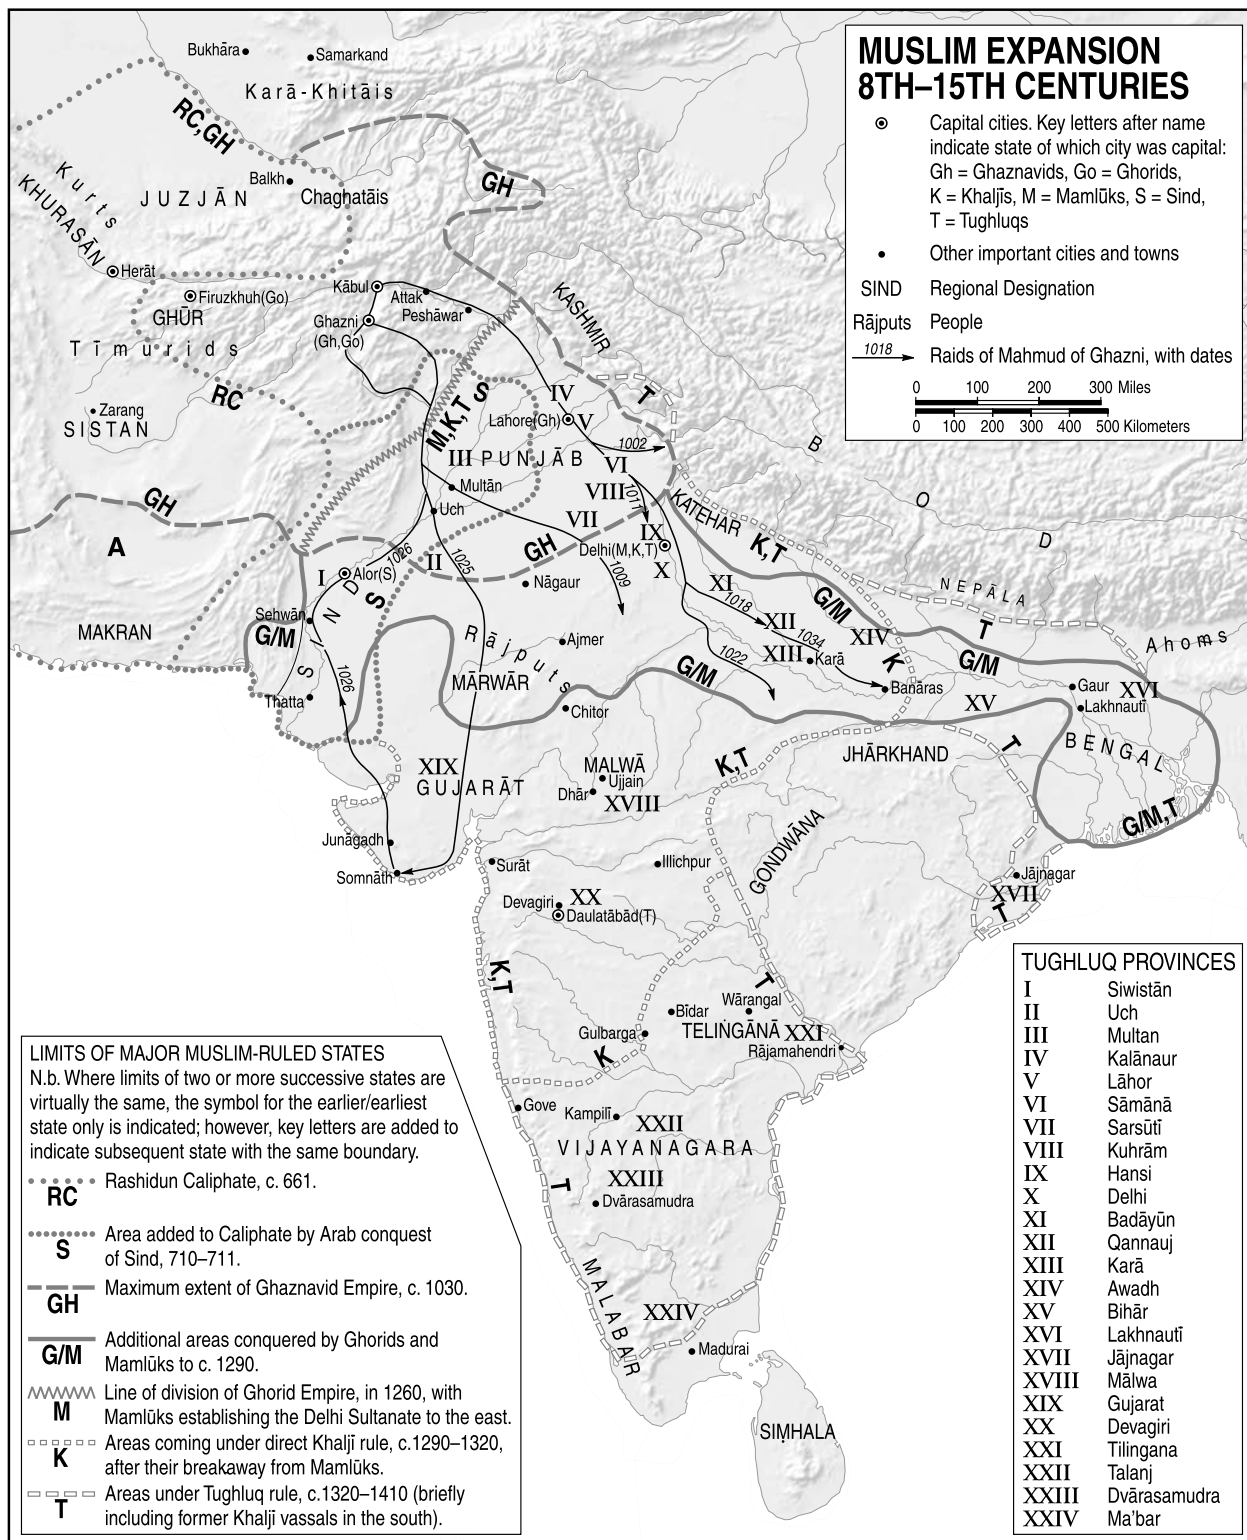 MUSLIM EXPANSION
8TH–15TH CENTURIES
Capital cities. Key letters after name
indicate state of which city was capital:
Gh = Ghaznavids, Go = Ghorids,
K = Khaljīs, M = Mamlūks, S = Sind,
T = Tughluqs
Other important cities and towns
SIND Regional Designation
Rājputs People
1018 Raids of Mahmud of Ghazni, with dates
0 100 200 300 Miles
0 100 200 300 400 500 Kilometers
Bukhāra
Samarkand
Karā-Khitāis
RC,GH
Kurts
KHURASĀN
JUZJĀN
Balkh
Chaghatāis
GH
Herāt
Firuzkhuh(Go)
GHŪR
Tīmurids
Kābul
Ghazni
(Gh,Go)
Attak
Peshāwar
KASHMIR
RC
Zarang
SISTAN
M,K,T
S
IV
T
Lahore(Gh)
V
1002
III
PUNJĀB
VI
Multān
VIII
1011
KATEHAR
BOD
GH
Uch
VII
IX
Delhi(M,K,T)
K,T
A
GH
1026
1025
II
I
Alor(S)
1009
X
Nāgaur
XI
1018
NEPĀLA
G/M
SIND
S
Sehwān
G/M
MAKRAN
Rājputs
Ajmer
XII
1034
XIV
T
Ahoms
XIII
Karā
K
G/M
1022
G/M
MĀRWĀR
Thatta
1026
Chitor
Banāras
Gaur
XVI
Lakhnautī
XV
BENGAL
T
JHĀRKHAND
K,T
XIX
GUJARĀT
MALWĀ
Ujjain
Dhār
XVIII
G/M,T
GONDWĀNA
Junāgadh
Somnāth
Surāt
Illichpur
Jājnagar
XVII
T
Devagiri
XX
Daulatābād(T)
K,T
T
Bīdar
Wārangal
Gulbarga
TELIṄGĀNĀ
XXI
Rājamahendri
K
Gove
Kampilī
XXII
VIJAYANAGARA
T
XXIII
Dvārasamudra
MALABAR
XXIV
Madurai
SIṂHALA
TUGHLUQ PROVINCES
I Siwistān
II Uch
III Multan
IV Kalānaur
V Lāhor
VI Sāmānā
VII Sarsūtī
VIII Kuhrām
IX Hansi
X Delhi
XI Badāyūn
XII Qannauj
XIII Karā
XIV Awadh
XV Bihār
XVI Lakhnautī
XVII Jājnagar
XVIII Mālwa
XIX Gujarat
XX Devagiri
XXI Tilingana
XXII Talanj
XXIII Dvārasamudra
XXIV Ma'bar
LIMITS OF MAJOR MUSLIM-RULED STATES
N.b. Where limits of two or more successive states are
virtually the same, the symbol for the earlier/earliest
state only is indicated; however, key letters are added to
indicate subsequent state with the same boundary.
RC Rashidun Caliphate, c. 661.
S Area added to Caliphate by Arab conquest
of Sind, 710–711.
GH Maximum extent of Ghaznavid Empire, c. 1030.
G/M Additional areas conquered by Ghorids and
Mamlūks to c. 1290.
M Line of division of Ghorid Empire, in 1260, with
Mamlūks establishing the Delhi Sultanate to the east.
K Areas coming under direct Khaljī rule, c.1290–1320,
after their breakaway from Mamlūks.
T Areas under Tughluq rule, c.1320–1410 (briefly
including former Khalji vassals in the south).